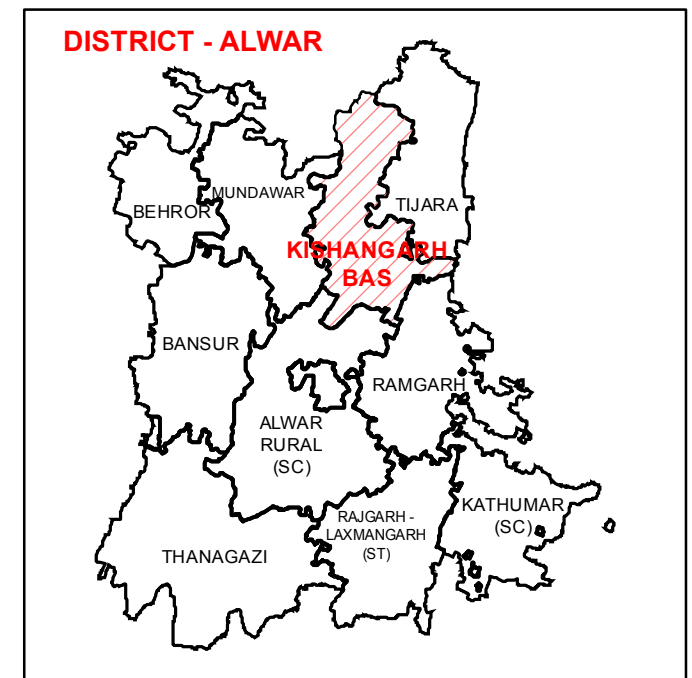 DISTRICT - ALWAR
MUNDAWAR
BEHROR
TIJARA
KISHANGARH
BAS
BANSUR
RAMGARH
ALWAR
RURAL
(SC)
KATHUMAR
(SC)
RAJGARH -
LAXMANGARH
(ST)
THANAGAZI